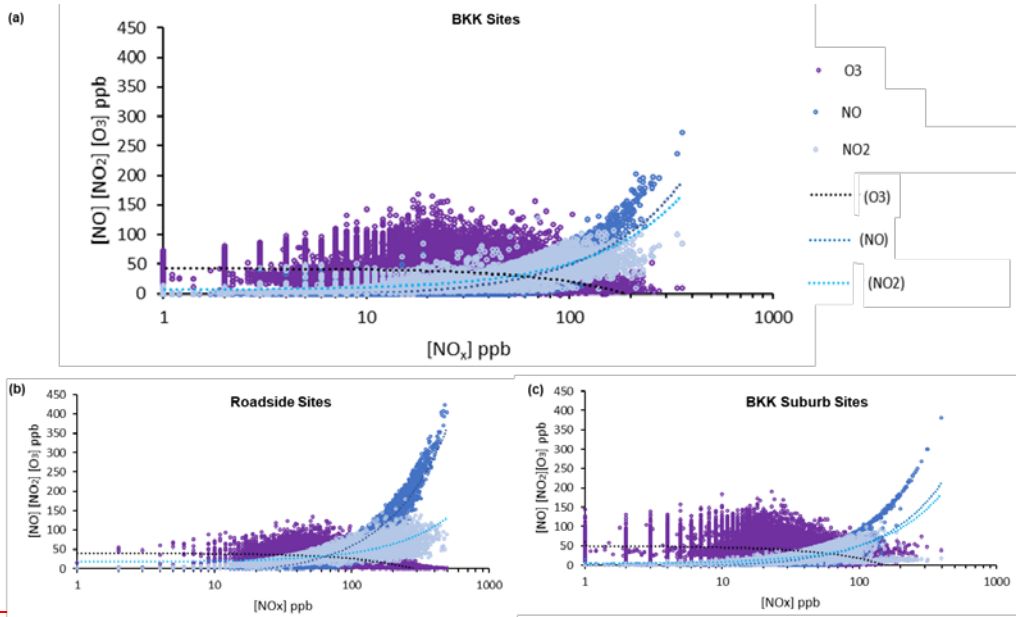 (a)
BKK Sites
450
400
350
300
250
200
150
100
50
0
[NO] [NO2] [O3] ppb
1 10 100 1000
[NOx] ppb
O3
NO
NO2
(O3)
(NO)
(NO2)
(b)
Roadside Sites
450
400
350
300
250
200
150
100
50
0
[NO] [NO2] [O3] ppb
1 10 100 1000
[NOx] ppb
(c)
BKK Suburb Sites
450
400
350
300
250
200
150
100
50
0
[NO] [NO2][O3] ppb
1 10 100 1000
[NOx] ppb